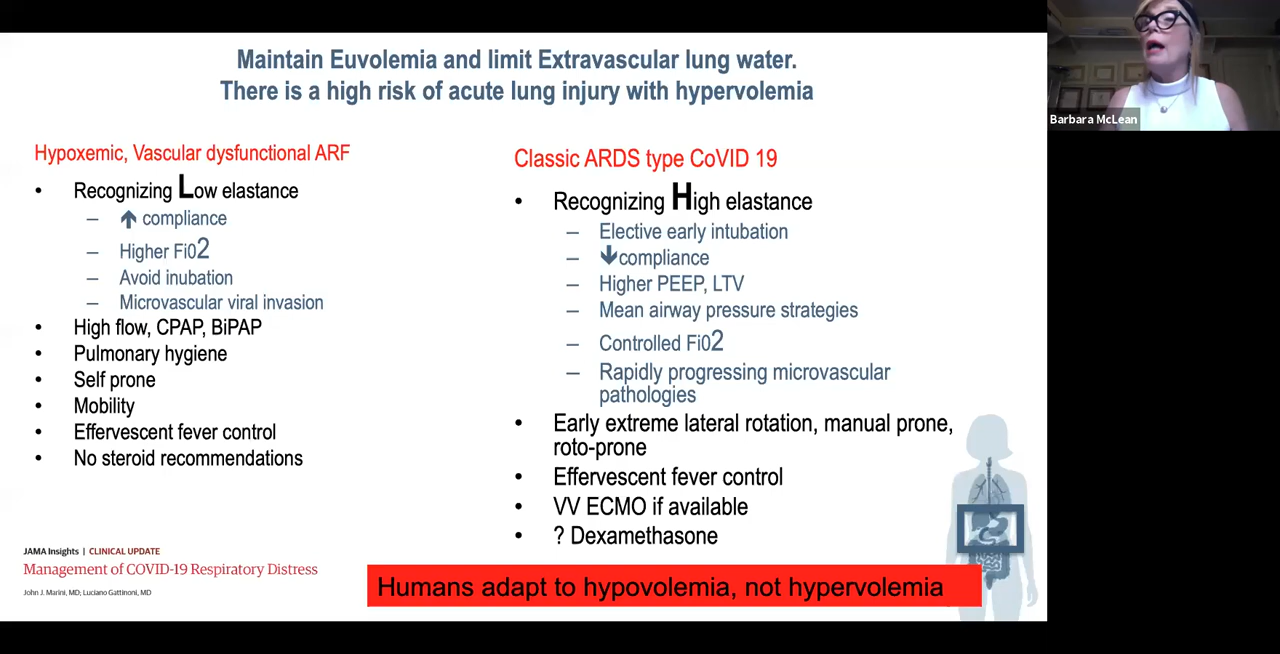 Maintain Euvolemia and limit Extravascular lung water.
There is a high risk of acute lung injury with hypervolemia
Hypoxemic, Vascular dysfunctional ARF
• Recognizing Low elastance
– ⬆ compliance
– Higher Fi02
– Avoid inubation
– Microvascular viral invasion
• High flow, CPAP, BiPAP
• Pulmonary hygiene
• Self prone
• Mobility
• Effervescent fever control
• No steroid recommendations
Classic ARDS type CoVID 19
• Recognizing High elastance
– Elective early intubation
– ⬇compliance
– Higher PEEP, LTV
– Mean airway pressure strategies
– Controlled Fi02
– Rapidly progressing microvascular
pathologies
• Early extreme lateral rotation, manual prone,
roto-prone
• Effervescent fever control
• VV ECMO if available
• ? Dexamethasone
JAMA Insights | CLINICAL UPDATE
Management of COVID-19 Respiratory Distress
John J. Marini, MD; Luciano Gattinoni, MD
Humans adapt to hypovolemia, not hypervolemia
Barbara McLean